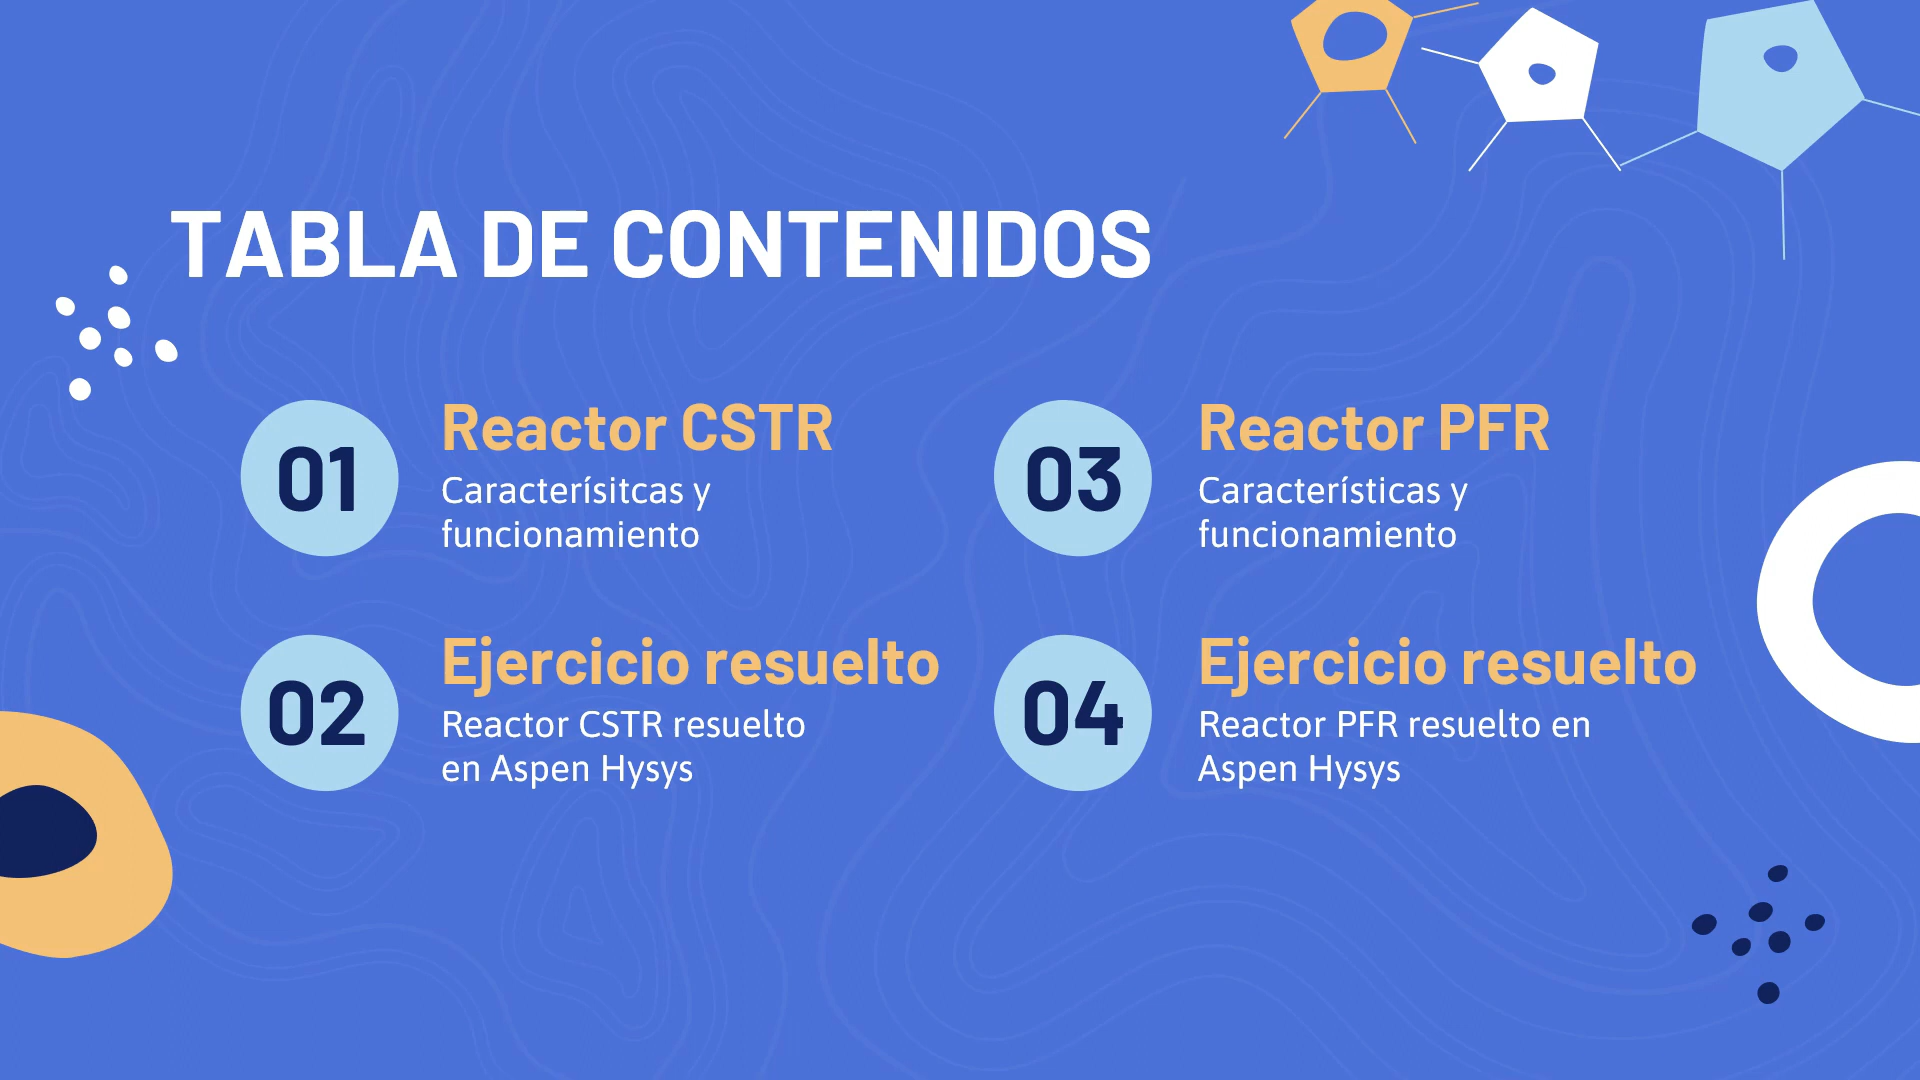 TABLA DE CONTENIDOS
01
Reactor CSTR
Caracterísitcas y
funcionamiento
02
Ejercicio resuelto
Reactor CSTR resuelto
en Aspen Hysys
03
Reactor PFR
Características y
funcionamiento
04
Ejercicio resuelto
Reactor PFR resuelto en
Aspen Hysys